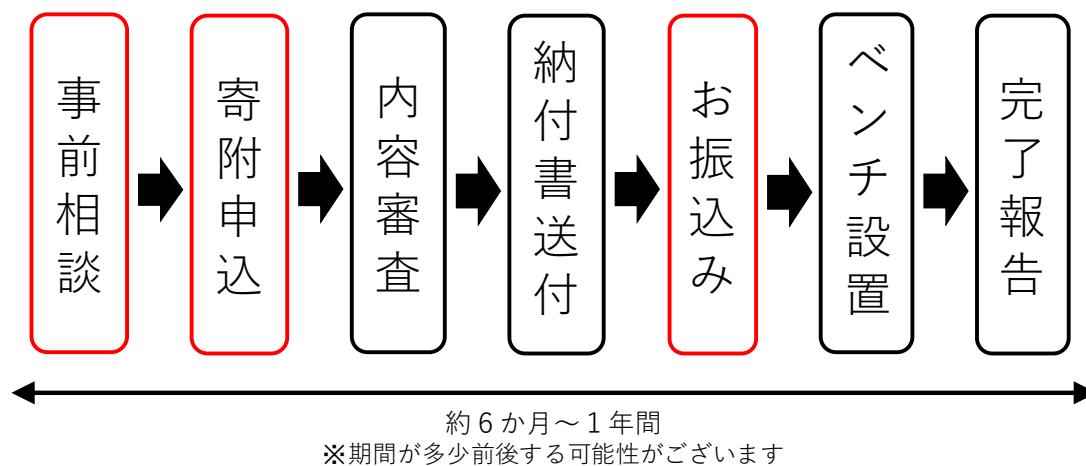 事前相談
寄附申込
内容審査
納付書送付
お振込み
ベンチ設置
完了報告
約6か月～1年間
※期間が多少前後する可能性がございます